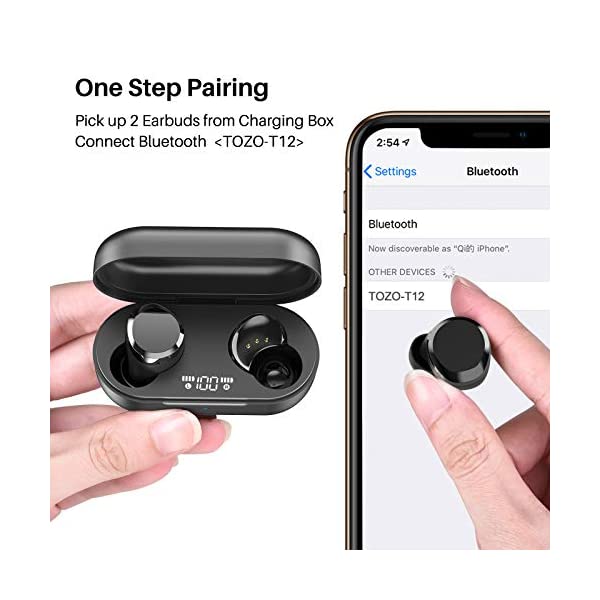 One Step Pairing
Pick up 2 Earbuds from Charging Box
Connect Bluetooth <TOZO-T12>
2:54
Settings
Bluetooth
Bluetooth
Now discoverable as “Qi的 iPhone”.
OTHER DEVICES
TOZO-T12
100
L
R